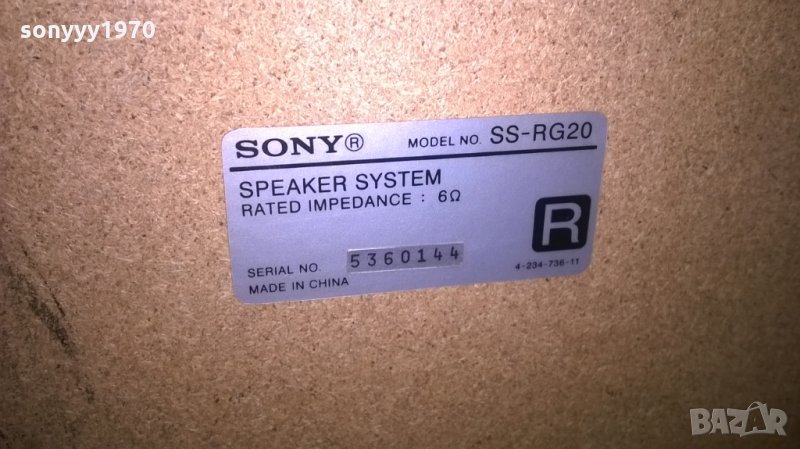 sonyyy1970
SONY® MODEL NO. SS-RG20
SPEAKER SYSTEM
RATED IMPEDANCE : 6Ω
R
SERIAL NO. 5360144
4-234-736-11
MADE IN CHINA
BAZAR